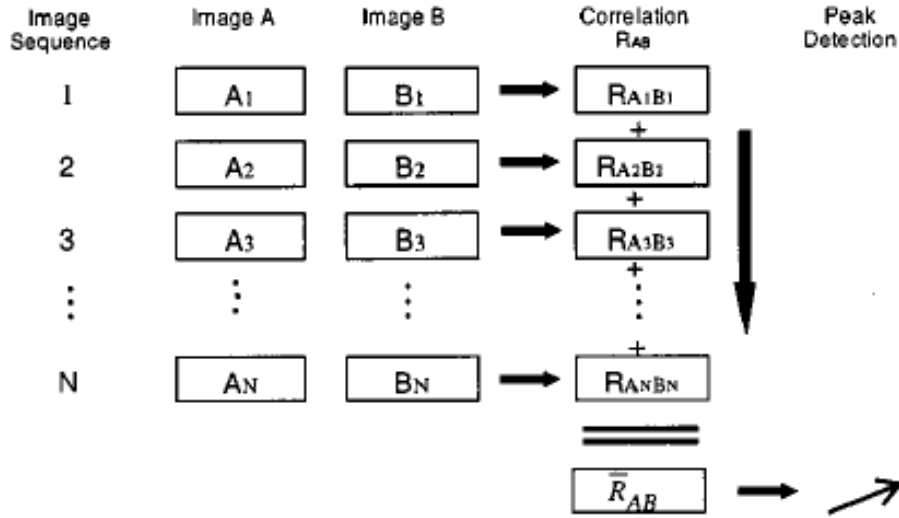 Image Sequence Image A Image B Correlation RAB Peak Detection
1 A1 B1 RA1B1
+
2 A2 B2 RA2B2
+
3 A3 B3 RA3B3
+
+
N AN BN RANBN
R̅AB